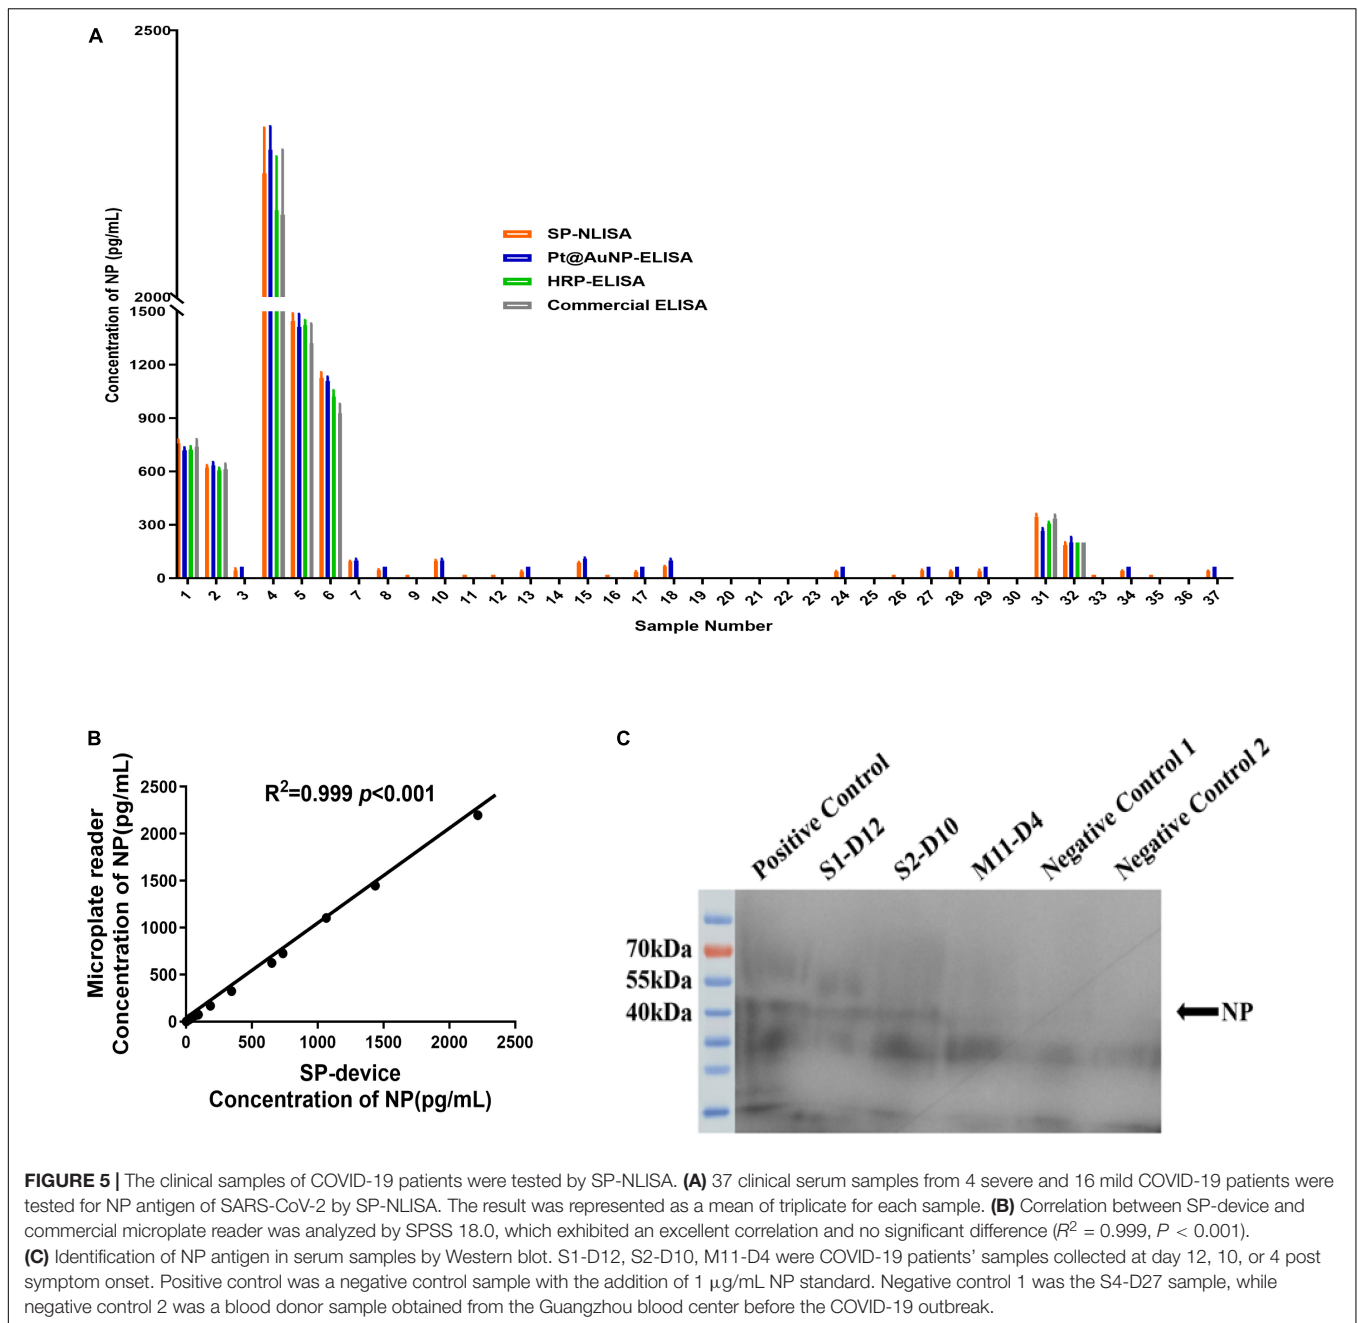 A
2500
2000
1500
1200
900
600
300
0
Concentration of NP (pg/mL)
SP-NLISA
Pt@AuNP-ELISA
HRP-ELISA
Commercial ELISA
1 2 3 4 5 6 7 8 9 10 11 12 13 14 15 16 17 18 19 20 21 22 23 24 25 26 27 28 29 30 31 32 33 34 35 36 37
Sample Number
B
Microplate reader
Concentration of NP(pg/mL)
2500
2000
1500
1000
500
0
R²=0.999 p<0.001
0 500 1000 1500 2000 2500
SP-device
Concentration of NP(pg/mL)
C
Positive Control
S1-D12
S2-D10
M11-D4
Negative Control 1
Negative Control 2
70kDa
55kDa
40kDa
NP
FIGURE 5 | The clinical samples of COVID-19 patients were tested by SP-NLISA. (A) 37 clinical serum samples from 4 severe and 16 mild COVID-19 patients were
tested for NP antigen of SARS-CoV-2 by SP-NLISA. The result was represented as a mean of triplicate for each sample. (B) Correlation between SP-device and
commercial microplate reader was analyzed by SPSS 18.0, which exhibited an excellent correlation and no significant difference (R² = 0.999, P < 0.001).
(C) Identification of NP antigen in serum samples by Western blot. S1-D12, S2-D10, M11-D4 were COVID-19 patients' samples collected at day 12, 10, or 4 post
symptom onset. Positive control was a negative control sample with the addition of 1 μg/mL NP standard. Negative control 1 was the S4-D27 sample, while
negative control 2 was a blood donor sample obtained from the Guangzhou blood center before the COVID-19 outbreak.